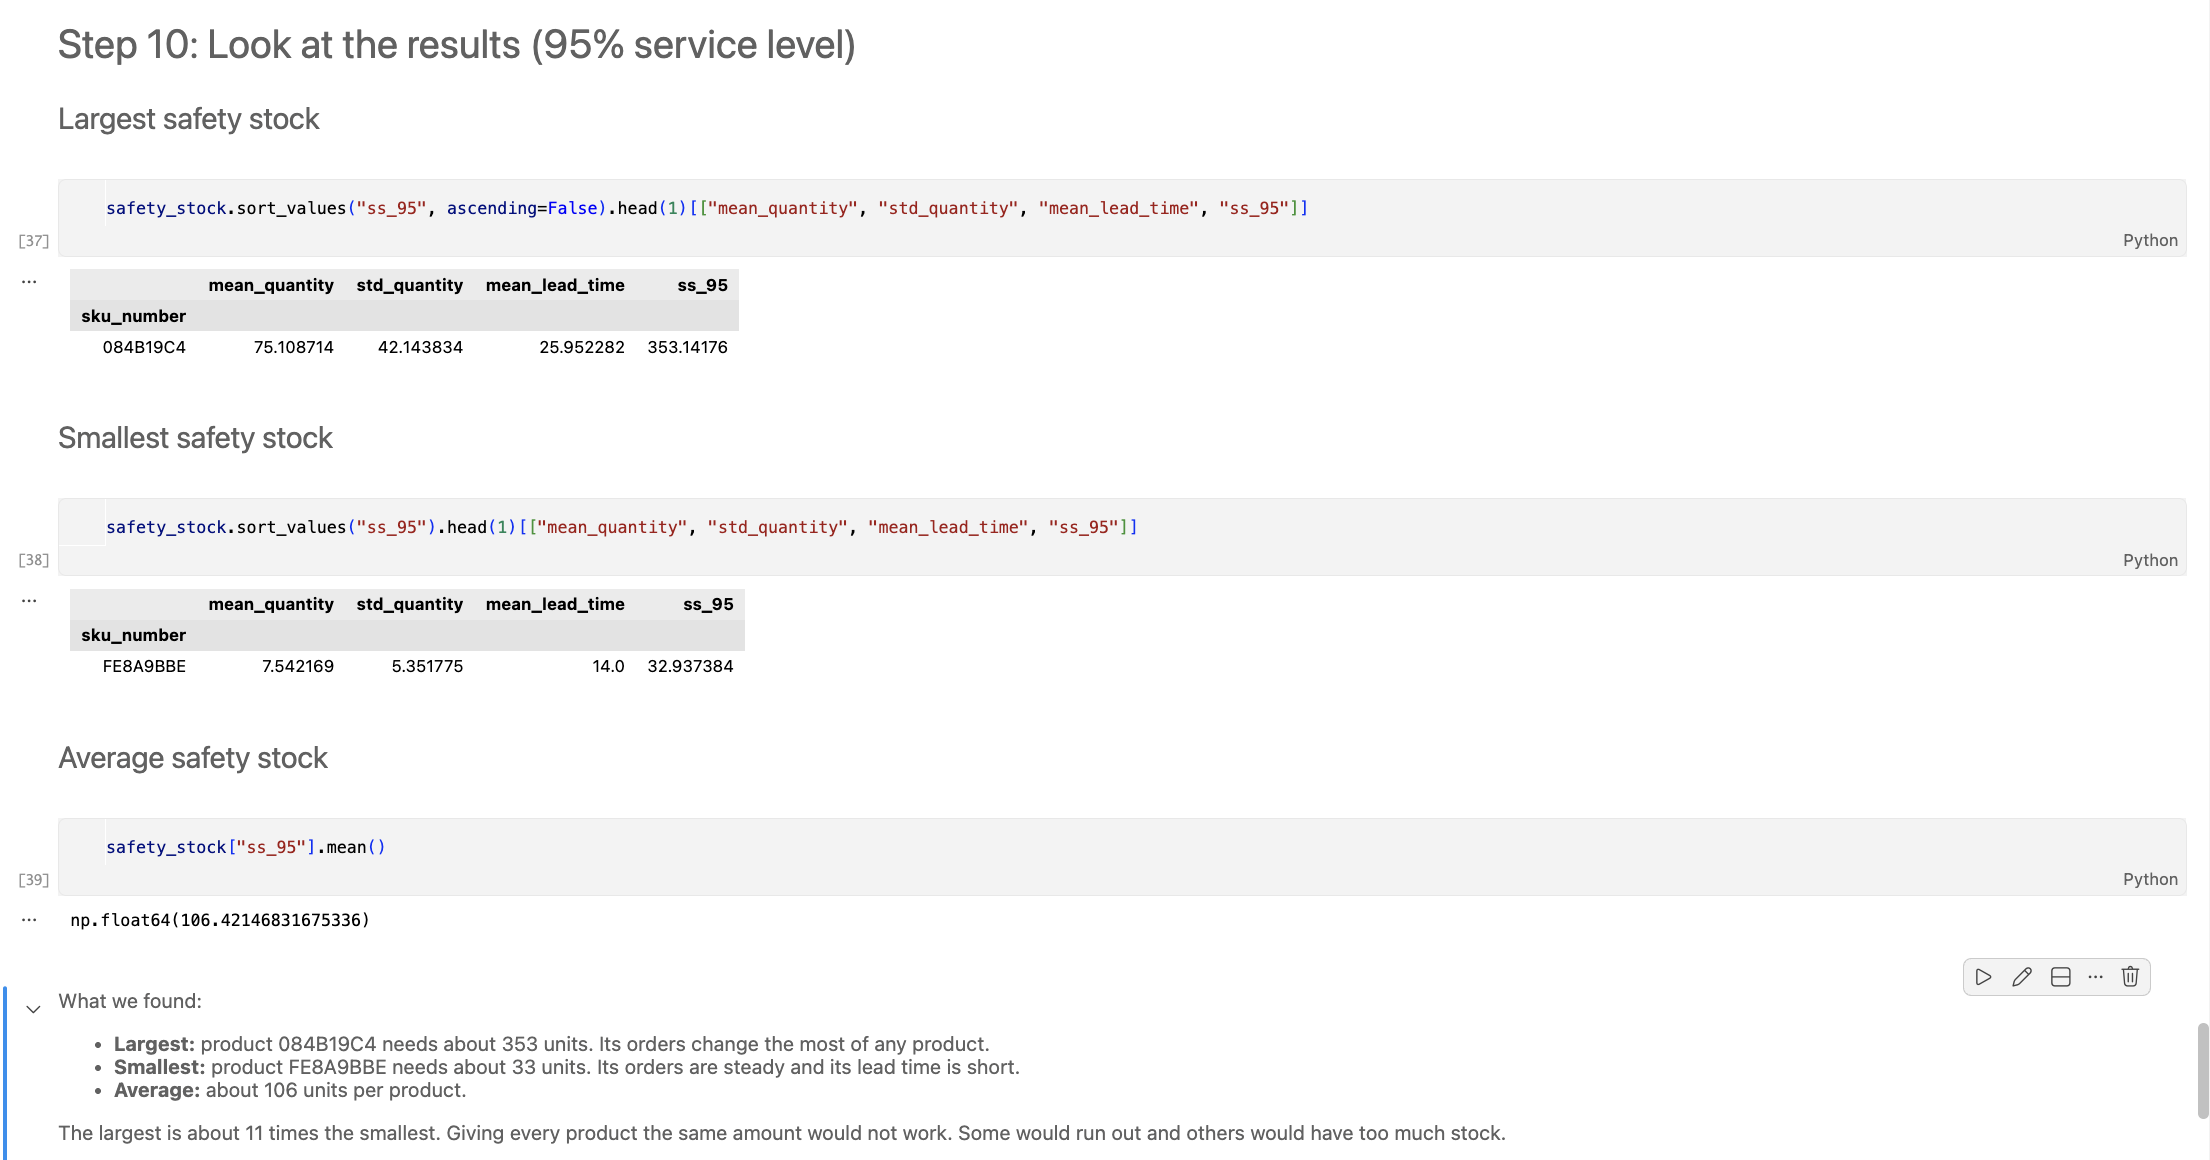 Step 10: Look at the results (95% service level)
Largest safety stock
safety_stock.sort_values("ss_95", ascending=False).head(1)[["mean_quantity", "std_quantity", "mean_lead_time", "ss_95"]]
[37]
Python
...
mean_quantity std_quantity mean_lead_time ss_95
sku_number
084B19C4 75.108714 42.143834 25.952282 353.14176
Smallest safety stock
safety_stock.sort_values("ss_95").head(1)[["mean_quantity", "std_quantity", "mean_lead_time", "ss_95"]]
[38]
Python
...
mean_quantity std_quantity mean_lead_time ss_95
sku_number
FE8A9BBE 7.542169 5.351775 14.0 32.937384
Average safety stock
safety_stock["ss_95"].mean()
[39]
Python
...
np.float64(106.42146831675336)
What we found:
• Largest: product 084B19C4 needs about 353 units. Its orders change the most of any product.
• Smallest: product FE8A9BBE needs about 33 units. Its orders are steady and its lead time is short.
• Average: about 106 units per product.
The largest is about 11 times the smallest. Giving every product the same amount would not work. Some would run out and others would have too much stock.